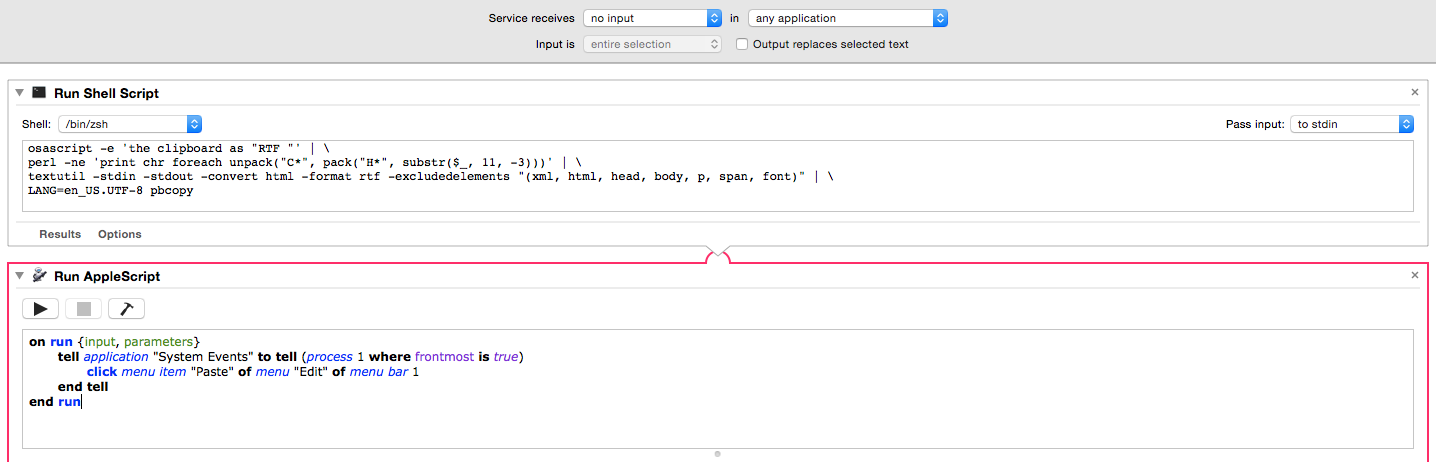 Service receives no input in any application
Input is entire selection Output replaces selected text
Run Shell Script
Shell: /bin/zsh Pass input: to stdin
osascript -e 'the clipboard as "RTF "' | \
perl -ne 'print chr foreach unpack("C*", pack("H*", substr($_, 11, -3)))' | \
textutil -stdin -stdout -convert html -format rtf -excludedelements "(xml, html, head, body, p, span, font)" | \
LANG=en_US.UTF-8 pbcopy
Results Options
Run AppleScript
on run {input, parameters}
tell application "System Events" to tell (process 1 where frontmost is true)
click menu item "Paste" of menu "Edit" of menu bar 1
end tell
end run